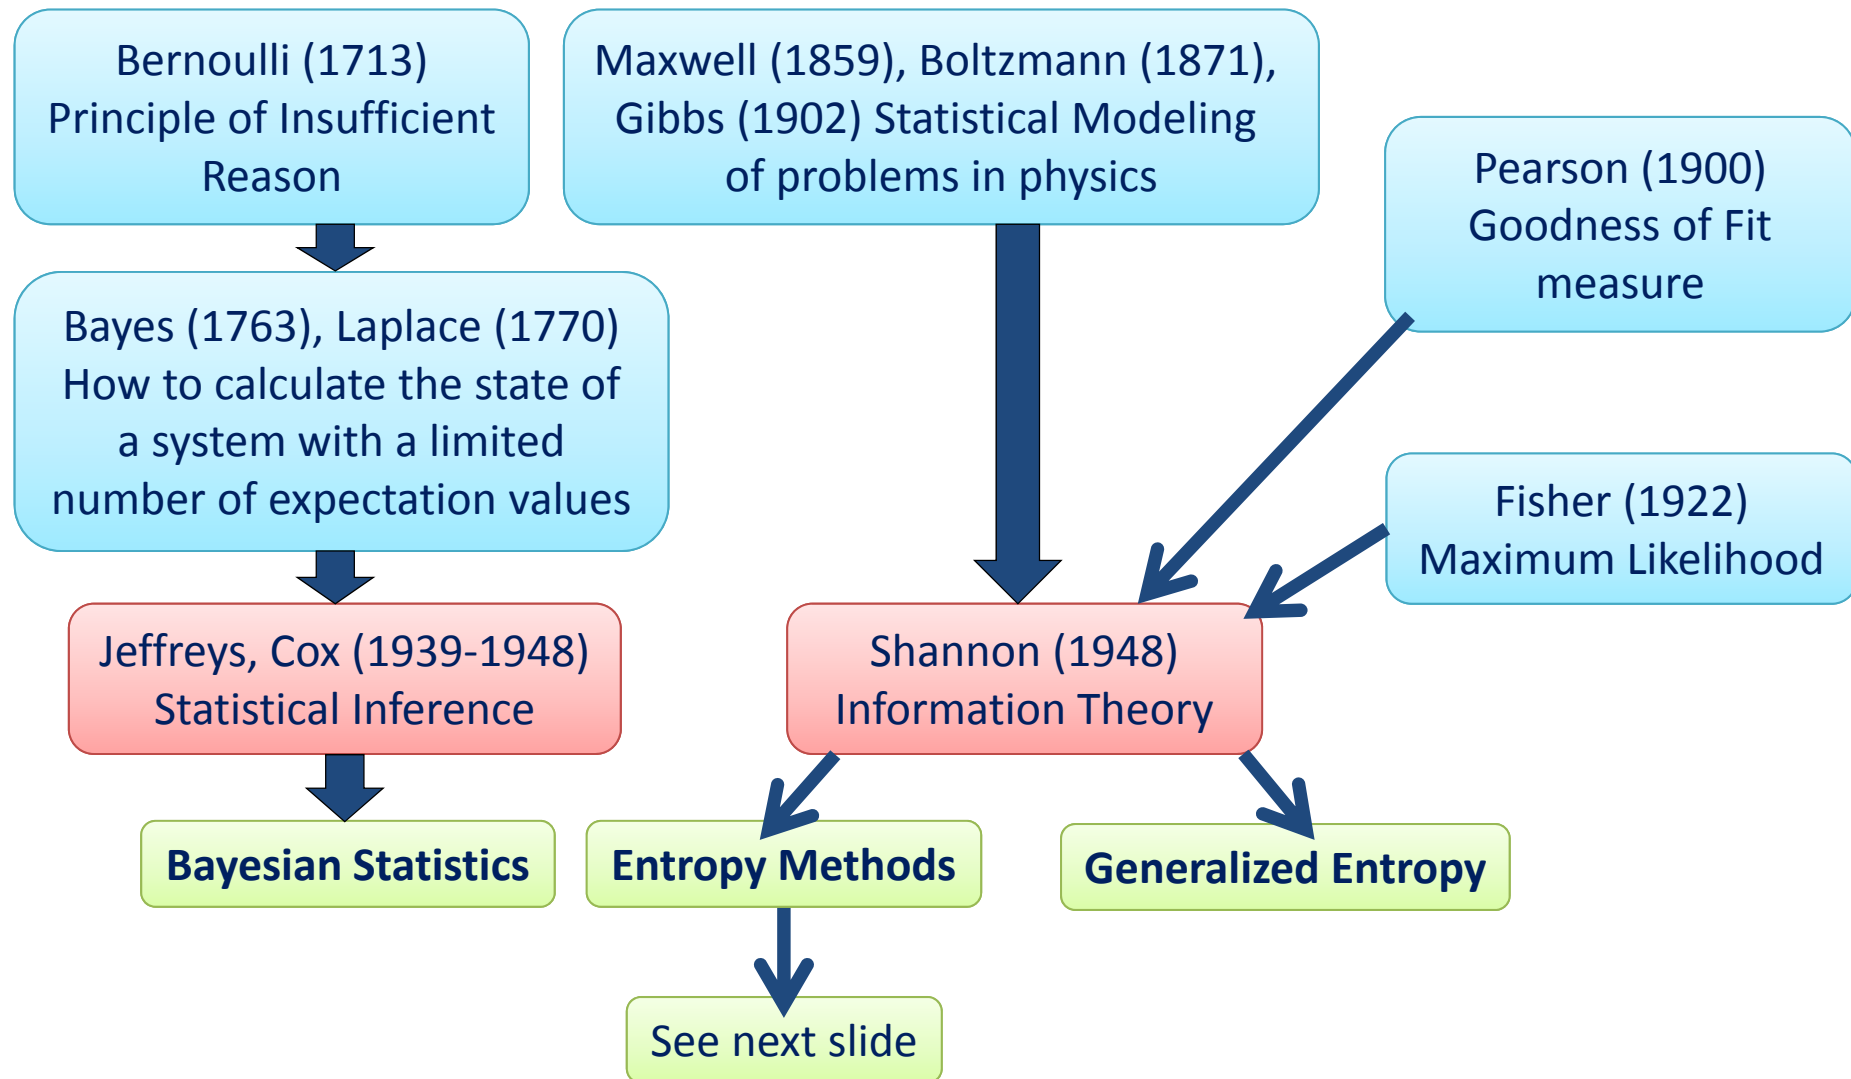 Bernoulli (1713)
Principle of Insufficient
Reason
Maxwell (1859), Boltzmann (1871),
Gibbs (1902) Statistical Modeling
of problems in physics
Pearson (1900)
Goodness of Fit
measure
Bayes (1763), Laplace (1770)
How to calculate the state of
a system with a limited
number of expectation values
Fisher (1922)
Maximum Likelihood
Jeffreys, Cox (1939-1948)
Statistical Inference
Shannon (1948)
Information Theory
Bayesian Statistics
Entropy Methods
Generalized Entropy
See next slide